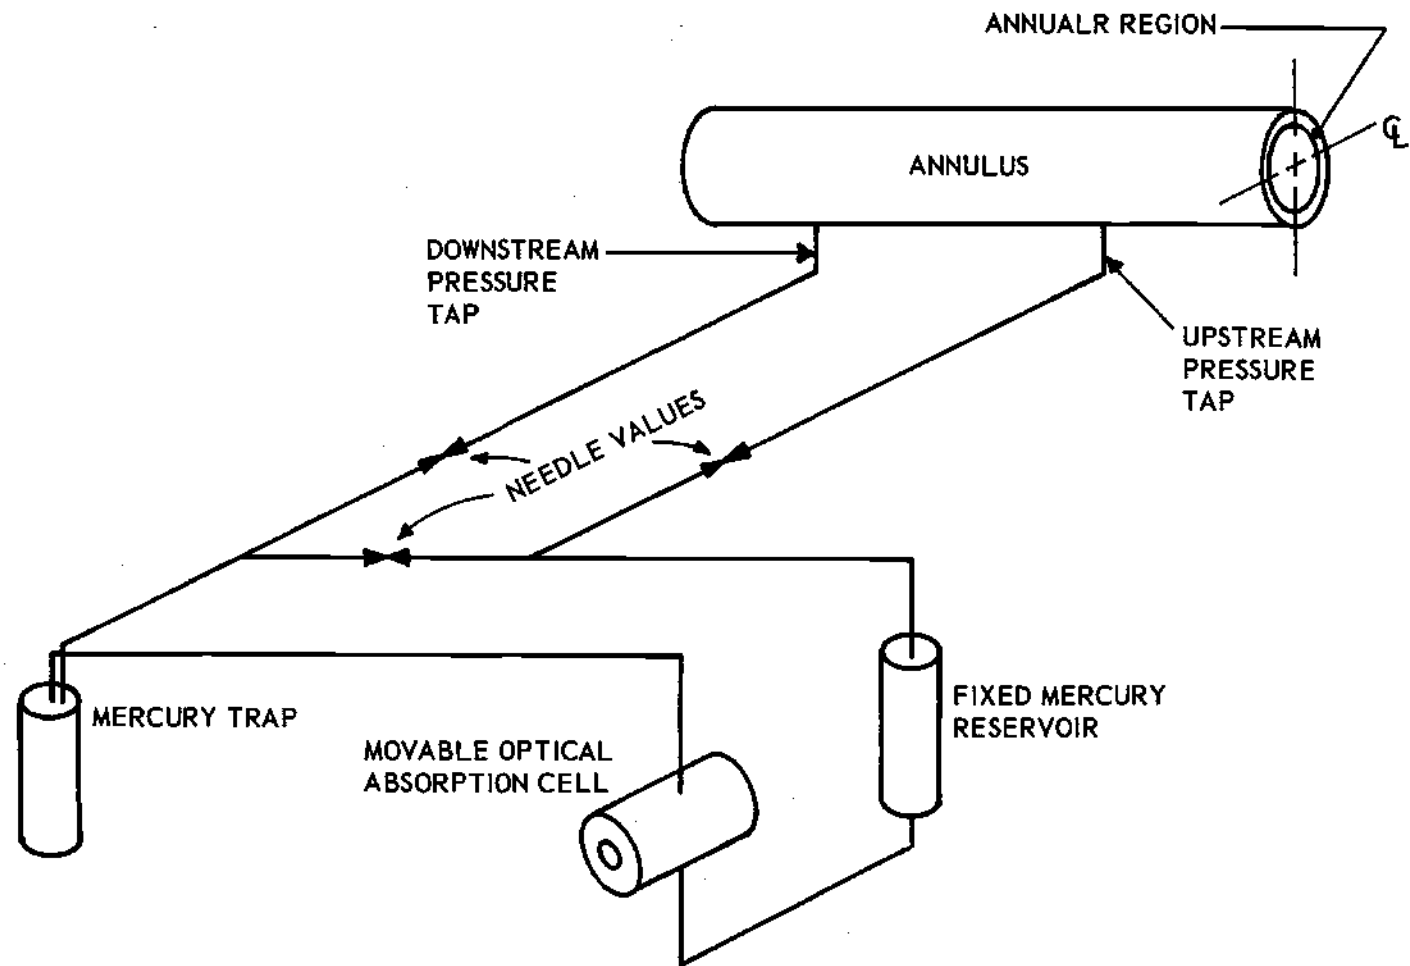 ANNUALR REGION
℄
ANNULUS
DOWNSTREAM
PRESSURE
TAP
UPSTREAM
PRESSURE
TAP
NEEDLE VALUES
MERCURY TRAP
FIXED MERCURY
RESERVOIR
MOVABLE OPTICAL
ABSORPTION CELL